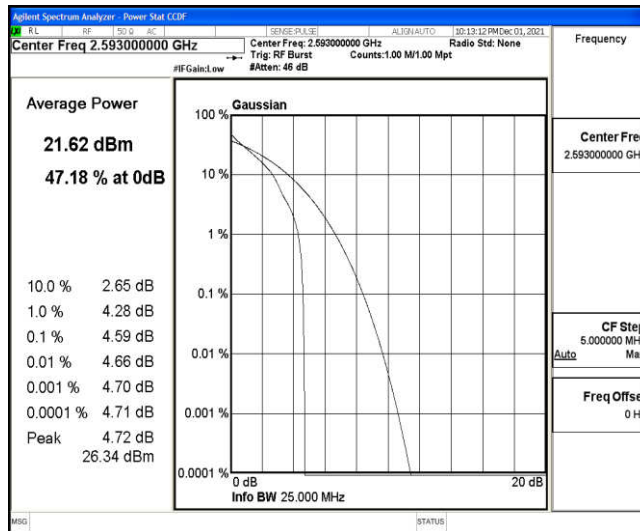 Agilent Spectrum Analyzer - Power Stat CCDF
RL RF 50 Ω AC SENSE:PULSE ALIGNAUTO 10:13:12 PM Dec 01, 2021
Center Freq 2.593000000 GHz
Center Freq: 2.593000000 GHz Radio Std: None
Trig: RF Burst Counts:1.00 M/1.00 Mpt
#IFGain:Low #Atten: 46 dB
Frequency
Average Power
21.62 dBm
47.18 % at 0dB
10.0 % 2.65 dB
1.0 % 4.28 dB
0.1 % 4.59 dB
0.01 % 4.66 dB
0.001 % 4.70 dB
0.0001 % 4.71 dB
Peak 4.72 dB
26.34 dBm
Gaussian
100 %
10 %
1 %
0.1 %
0.01 %
0.001 %
0.0001 %
0 dB 20 dB
Info BW 25.000 MHz
Center Fre
2.593000000 GH
CF Step
5.000000 MH
Auto Ma
Freq Offse
0 H
MSG STATUS